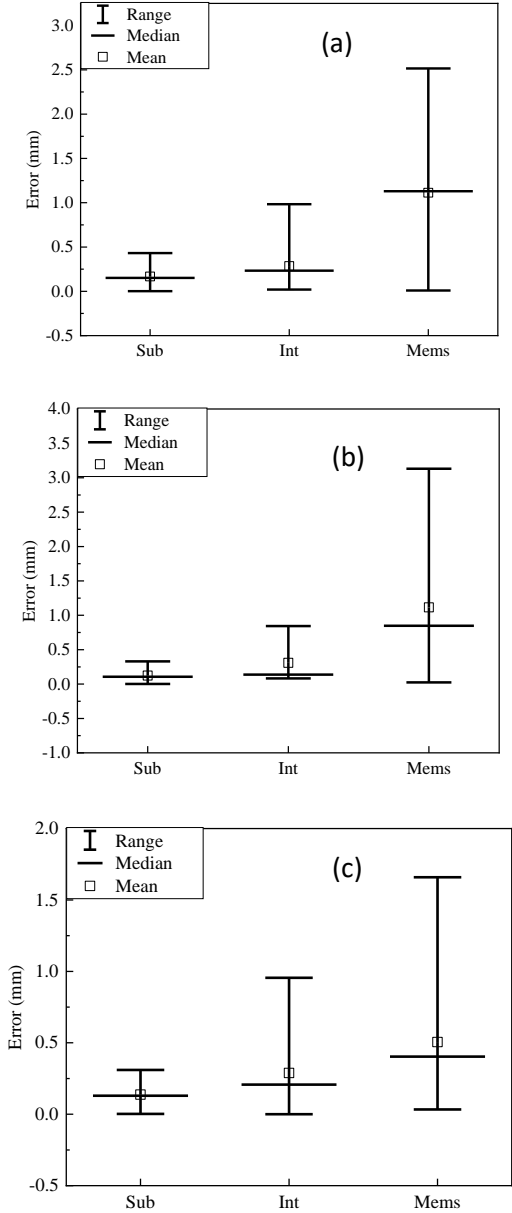 Range
Median
Mean
(a)
Error (mm)
3.0
2.5
2.0
1.5
1.0
0.5
0.0
-0.5
Sub Int Mems
Range
Median
Mean
(b)
Error (mm)
4.0
3.5
3.0
2.5
2.0
1.5
1.0
0.5
0.0
-0.5
-1.0
Sub Int Mems
Range
Median
Mean
(c)
Error (mm)
2.0
1.5
1.0
0.5
0.0
-0.5
Sub Int Mems